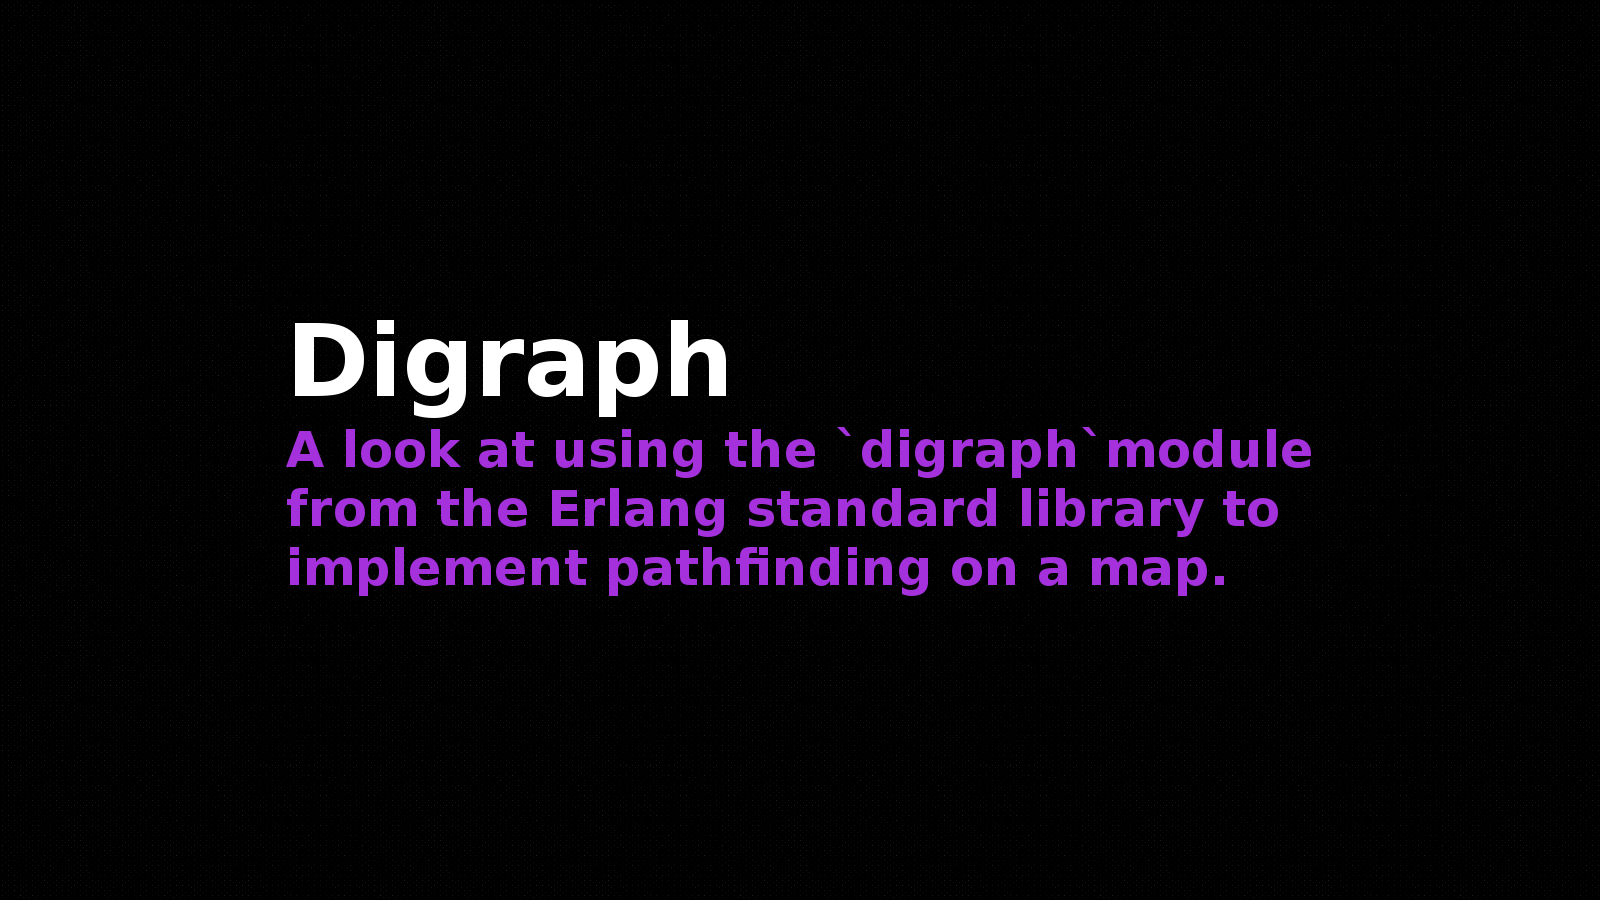 Digraph
A look at using the `digraph`module
from the Erlang standard library to
implement pathfinding on a map.